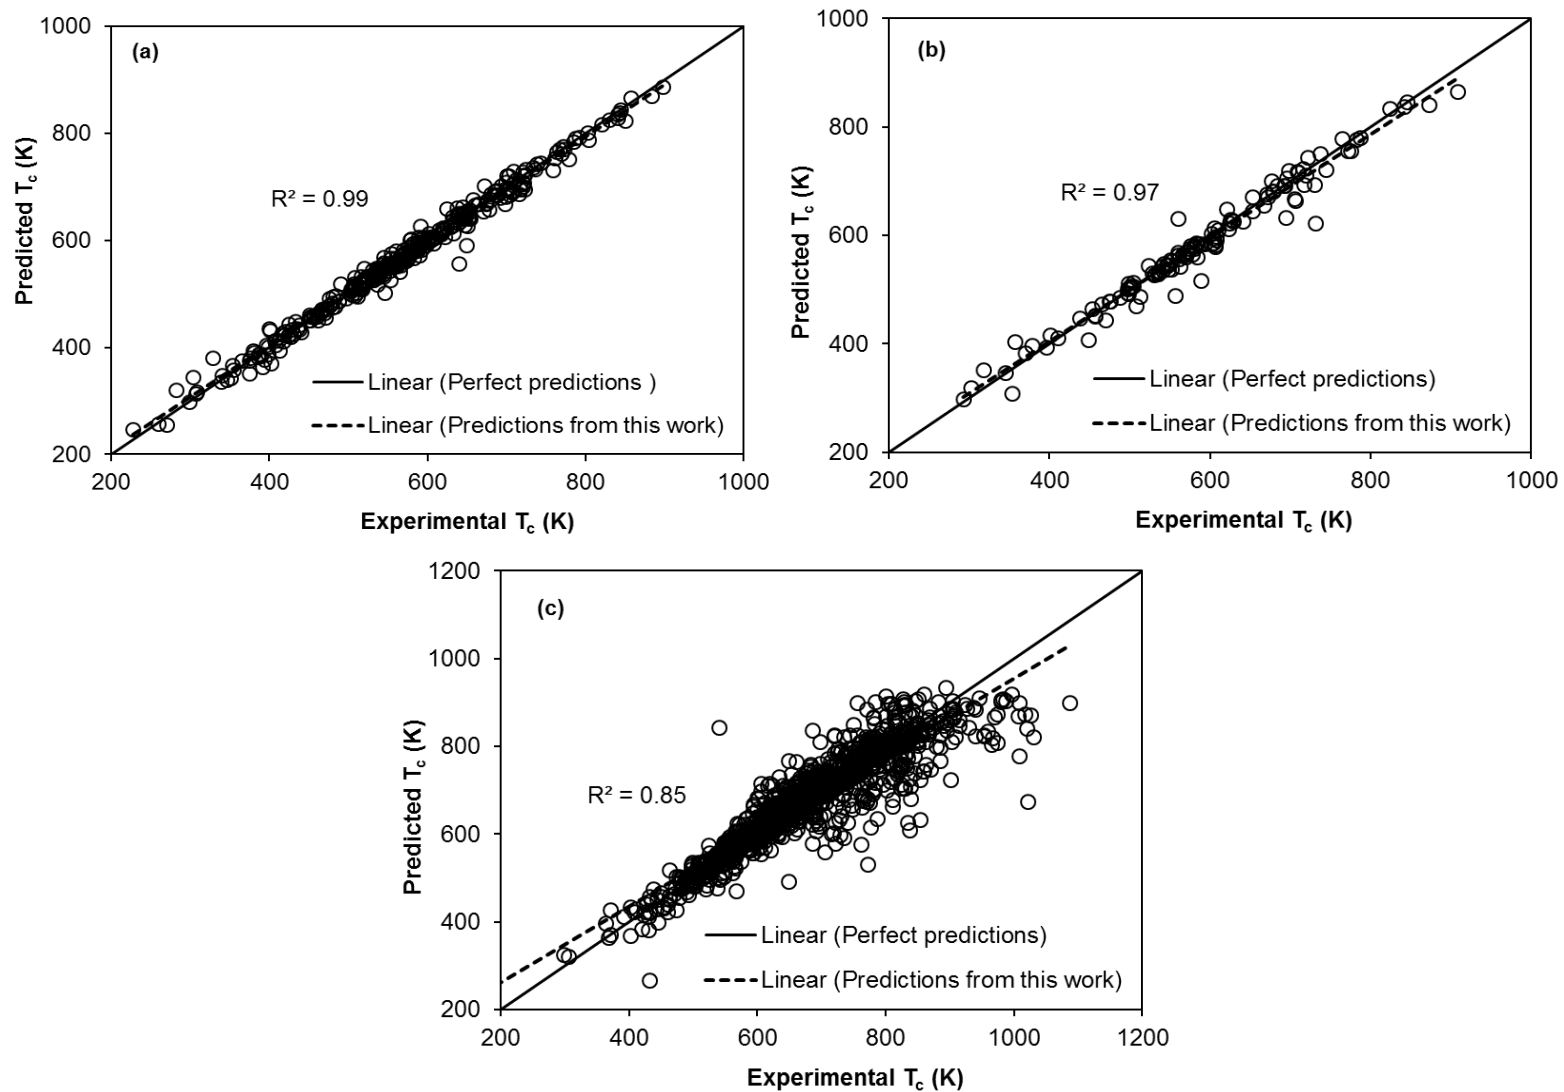 (a)
1000
800
600
400
200
Predicted Tc (K)
R² = 0.99
Linear (Perfect predictions )
Linear (Predictions from this work)
200 400 600 800 1000
Experimental Tc (K)
(b)
1000
800
600
400
200
Predicted Tc (K)
R² = 0.97
Linear (Perfect predictions)
Linear (Predictions from this work)
200 400 600 800 1000
Experimental Tc (K)
(c)
1200
1000
800
600
400
200
Predicted Tc (K)
R² = 0.85
Linear (Perfect predictions)
Linear (Predictions from this work)
200 400 600 800 1000 1200
Experimental Tc (K)